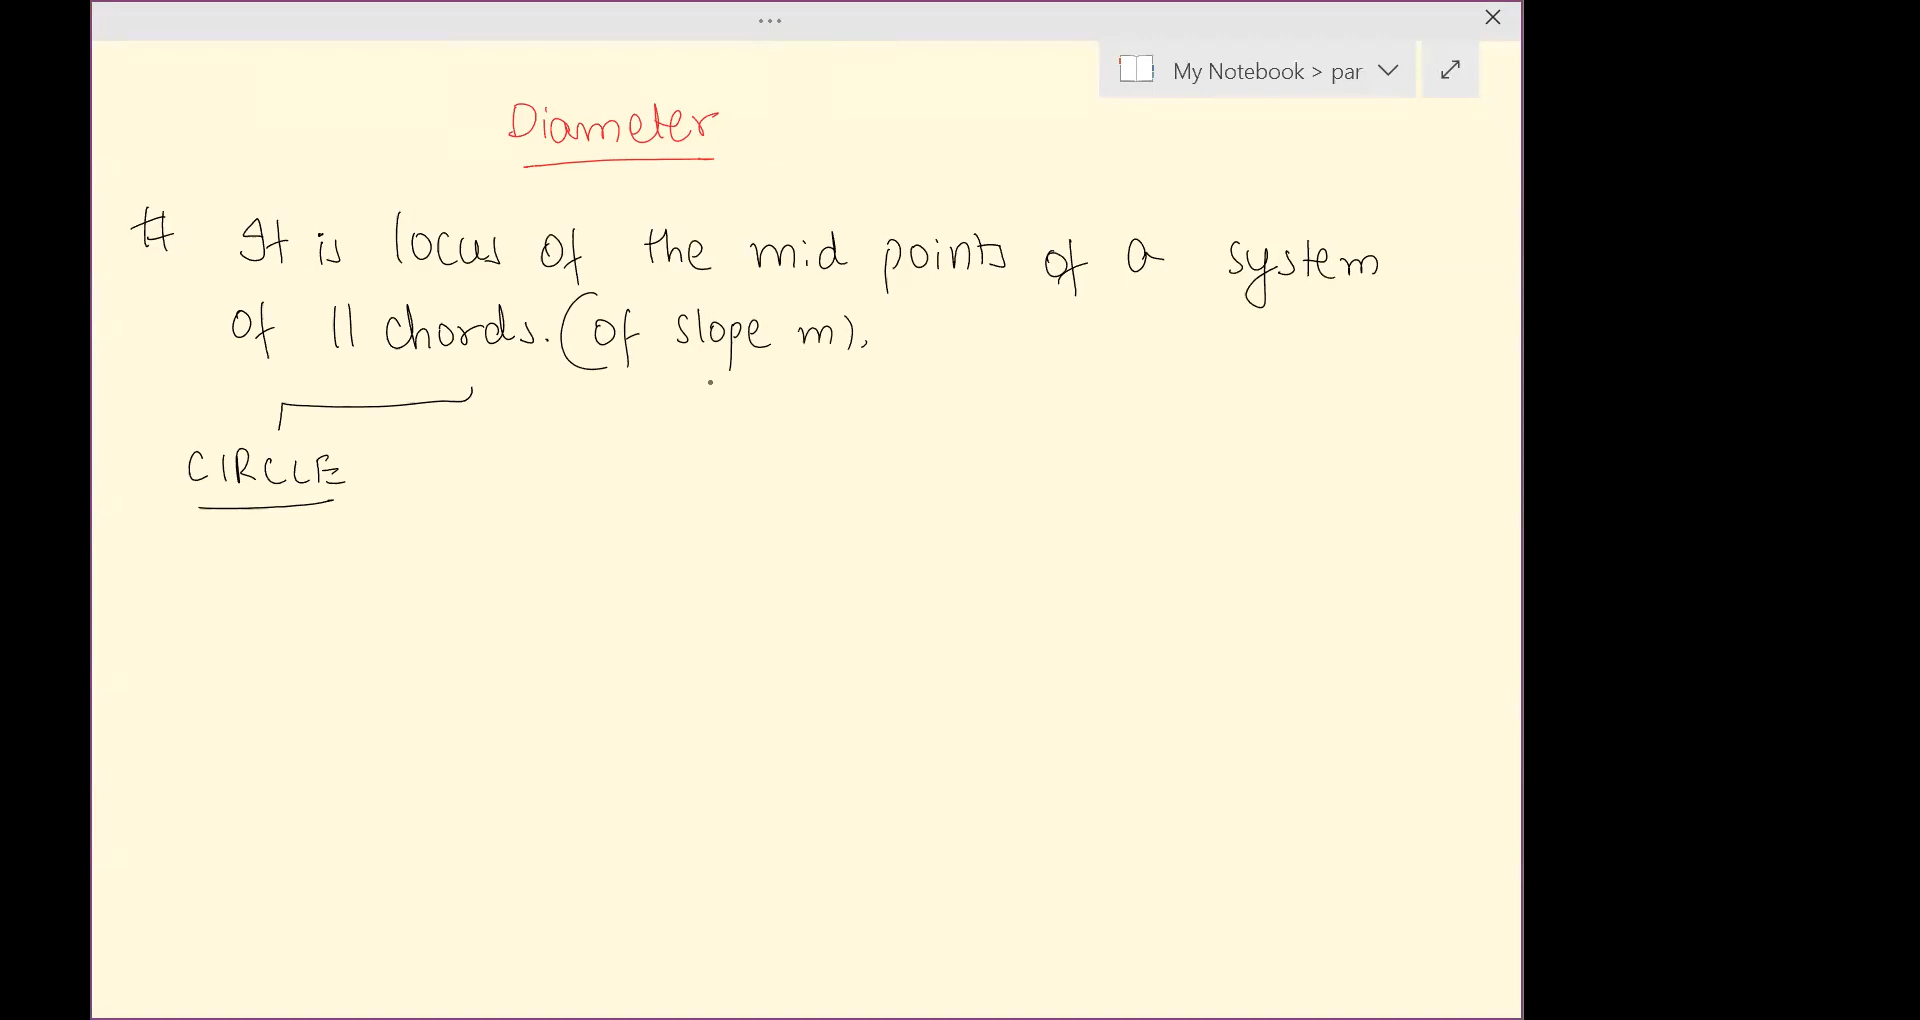 My Notebook > par
Diameter
# It is locus of the mid points of a system
of || chords. (of slope m).
CIRCLE